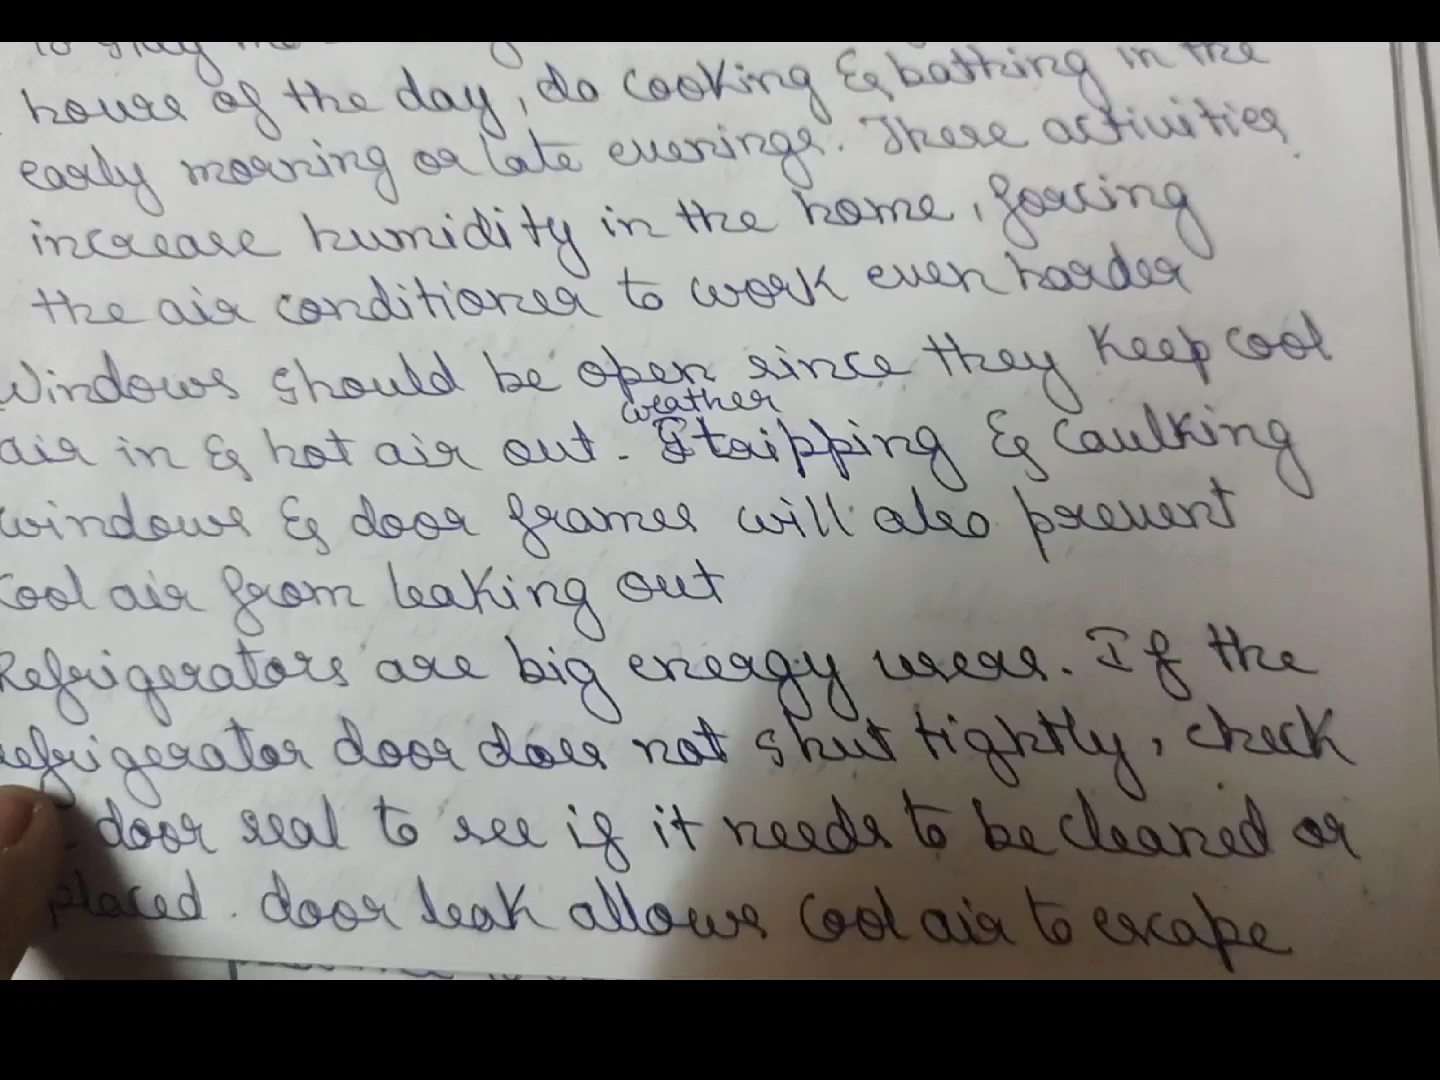 hours of the day, do cooking & bathing in the
early morning or late evenings. These activities
increase humidity in the home, forcing
the air conditioner to work even harder
Windows should be open since they keep cool
air in & hot air out. weather Stripping & caulking
windows & door frames will also prevent
cool air from leaking out
Refrigerators are big energy users. If the
refrigerator door does not shut tightly, check
door seal to see if it needs to be cleaned or
placed. door leak allows cool air to escape